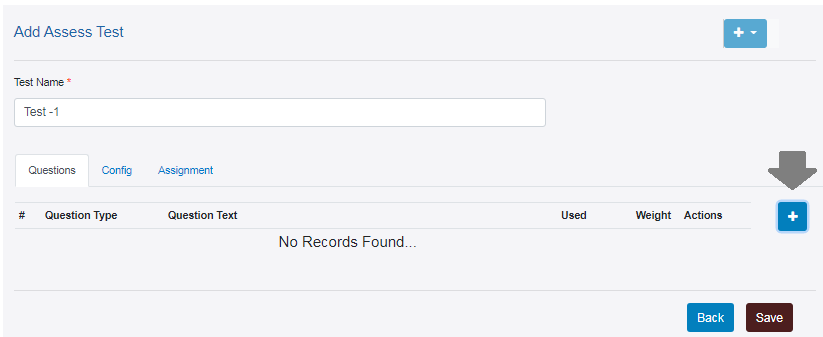 Add Assess Test
Test Name *
Test -1
Questions Config Assignment
# Question Type Question Text Used Weight Actions
No Records Found...
Back Save